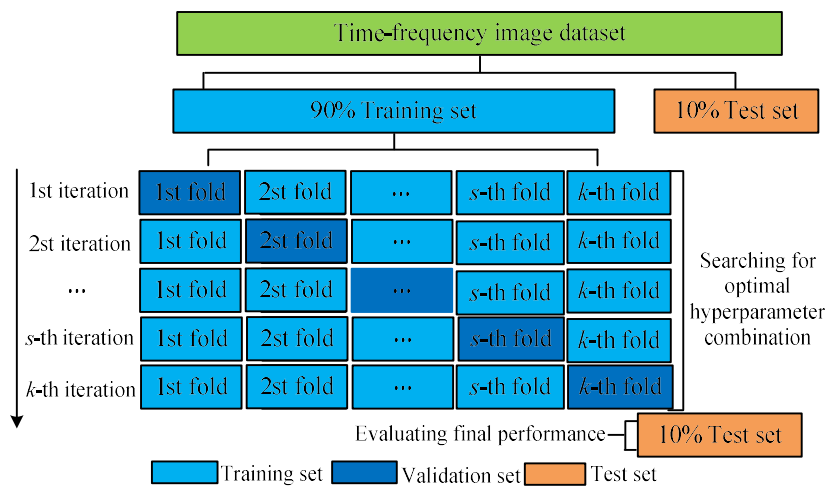 Time-frequency image dataset
90% Training set
10% Test set
1st iteration
1st fold
2st fold
...
s-th fold
k-th fold
2st iteration
1st fold
2st fold
...
s-th fold
k-th fold
...
1st fold
2st fold
...
s-th fold
k-th fold
s-th iteration
1st fold
2st fold
...
s-th fold
k-th fold
k-th iteration
1st fold
2st fold
...
s-th fold
k-th fold
Searching for
optimal
hyperparameter
combination
Evaluating final performance
10% Test set
Training set
Validation set
Test set